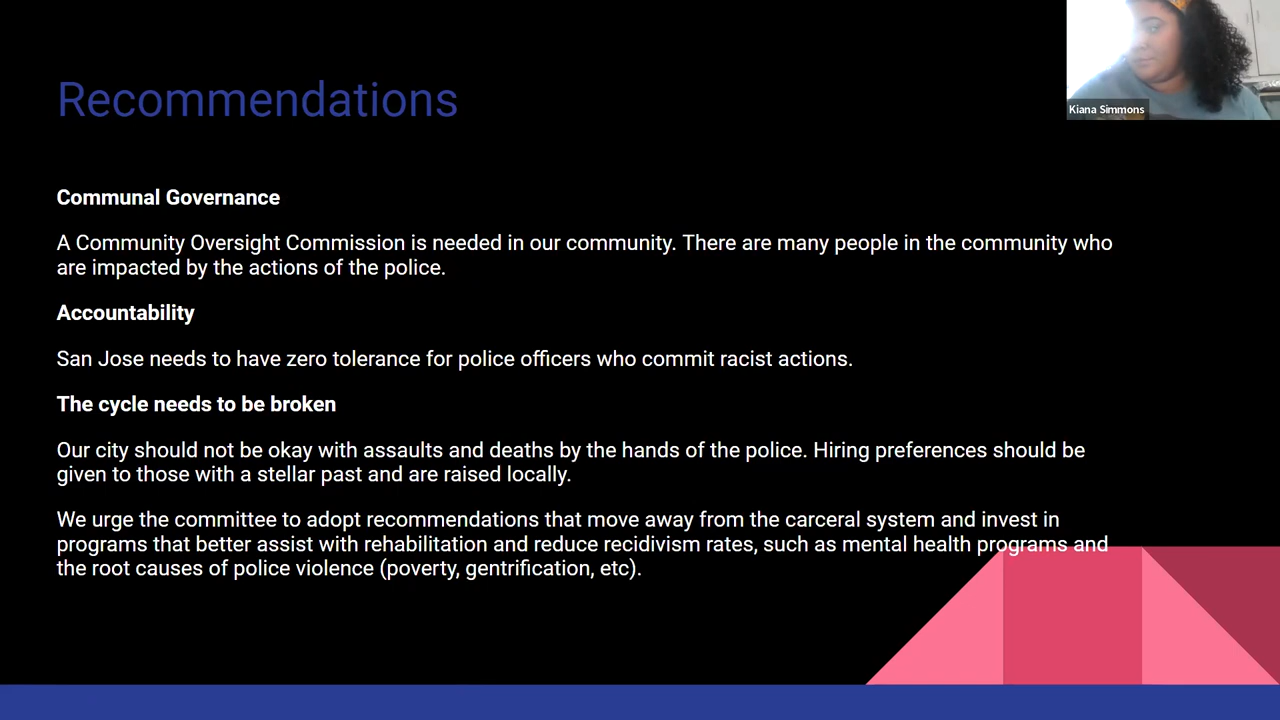 Recommendations
Kiana Simmons
Communal Governance
A Community Oversight Commission is needed in our community. There are many people in the community who
are impacted by the actions of the police.
Accountability
San Jose needs to have zero tolerance for police officers who commit racist actions.
The cycle needs to be broken
Our city should not be okay with assaults and deaths by the hands of the police. Hiring preferences should be
given to those with a stellar past and are raised locally.
We urge the committee to adopt recommendations that move away from the carceral system and invest in
programs that better assist with rehabilitation and reduce recidivism rates, such as mental health programs and
the root causes of police violence (poverty, gentrification, etc).